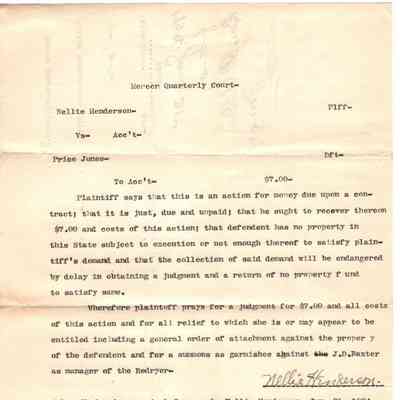 Mercer Quarterly Court-
Nellie Henderson- Plff-
Vs- Acc't-
Price Jones- Dft-
To Acc't- $7.00-
Plaintiff says that this is an action for money due upon a con-
tract; that it is just, due and unpaid; that he ought to recover thereon
$7.00 and costs of this action; that defendant has no property in
this State subject to execution or not enough thereof to satisfy plain-
tiff's demand and that the collection of said demand will be endangered
by delay in obtaining a judgment and a return of no property f und
to satisfy same.
Wherefore plaintoff prays for a judgment for $7.00 and all costs
of this action and for all relief to which she is or may appear to be
entitled including a general order of attachment against the proper y
of the defendant and for a summons as garnishee against the J.D.Baxter
as manager of the Redryer-
Nellie Henderson-